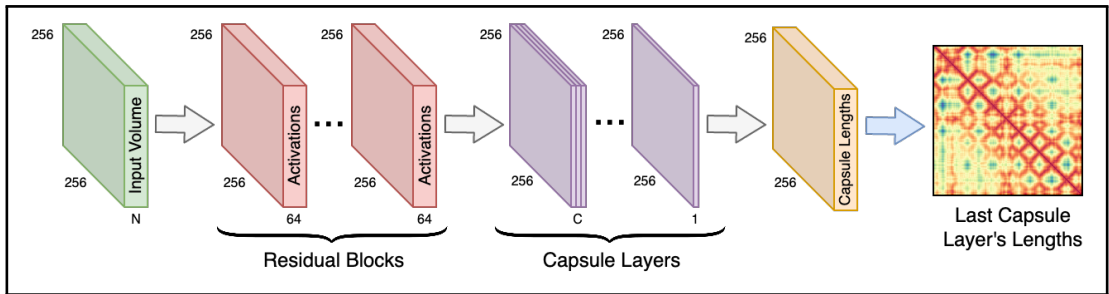 256
256
256
256
256
256
Input Volume
Activations
Activations
Capsule Lengths
...
...
256
256
256
256
256
256
N
64
64
C
1
Residual Blocks
Capsule Layers
Last Capsule
Layer's Lengths